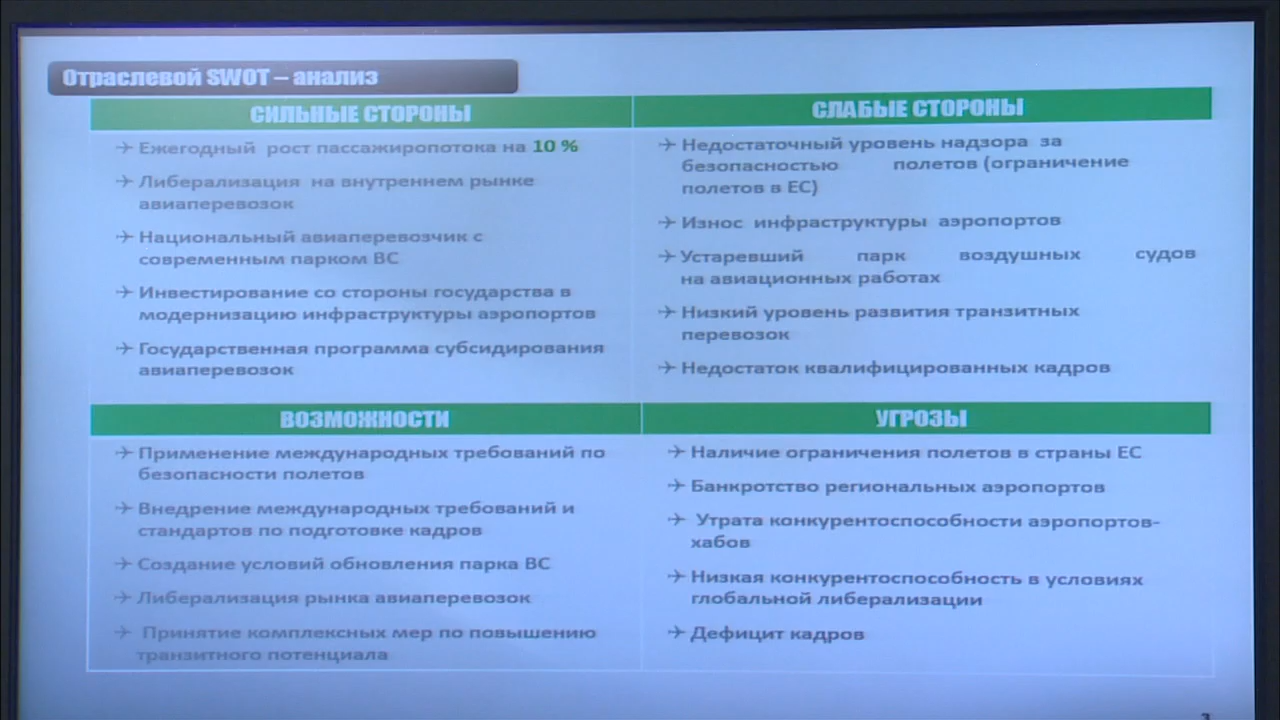 Отраслевой SWOT – анализ
СИЛЬНЫЕ СТОРОНЫ
Ежегодный рост пассажиропотока на 10 %
Либерализация на внутреннем рынке
авиаперевозок
Национальный авиаперевозчик с
современным парком ВС
Инвестирование со стороны государства в
модернизацию инфраструктуры аэропортов
Государственная программа субсидирования
авиаперевозок
СЛАБЫЕ СТОРОНЫ
Недостаточный уровень надзора за
безопасностью полетов (ограничение
полетов в ЕС)
Износ инфраструктуры аэропортов
Устаревший парк воздушных судов
на авиационных работах
Низкий уровень развития транзитных
перевозок
Недостаток квалифицированных кадров
ВОЗМОЖНОСТИ
Применение международных требований по
безопасности полетов
Внедрение международных требований и
стандартов по подготовке кадров
Создание условий обновления парка ВС
Либерализация рынка авиаперевозок
Принятие комплексных мер по повышению
транзитного потенциала
УГРОЗЫ
Наличие ограничения полетов в страны ЕС
Банкротство региональных аэропортов
Утрата конкурентоспособности аэропортов-
хабов
Низкая конкурентоспособность в условиях
глобальной либерализации
Дефицит кадров